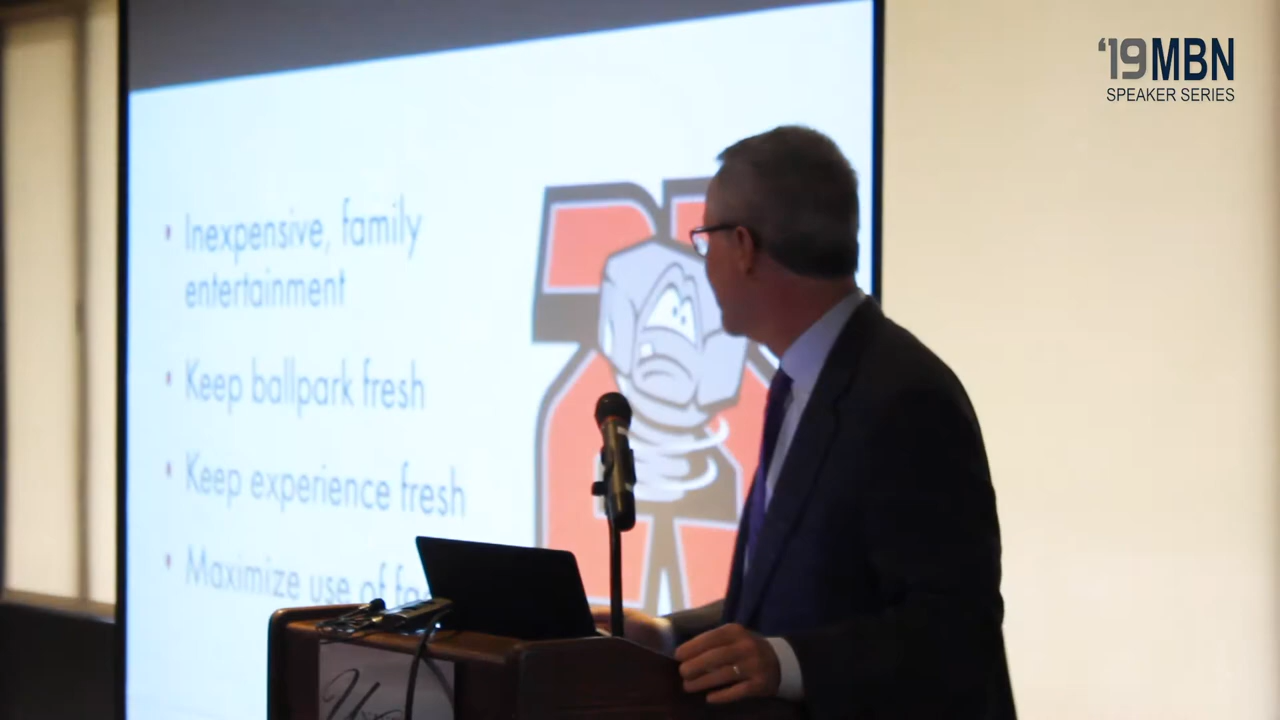 '19MBN
SPEAKER SERIES
• Inexpensive, family
entertainment
• Keep ballpark fresh
• Keep experience fresh
• Maximize use of